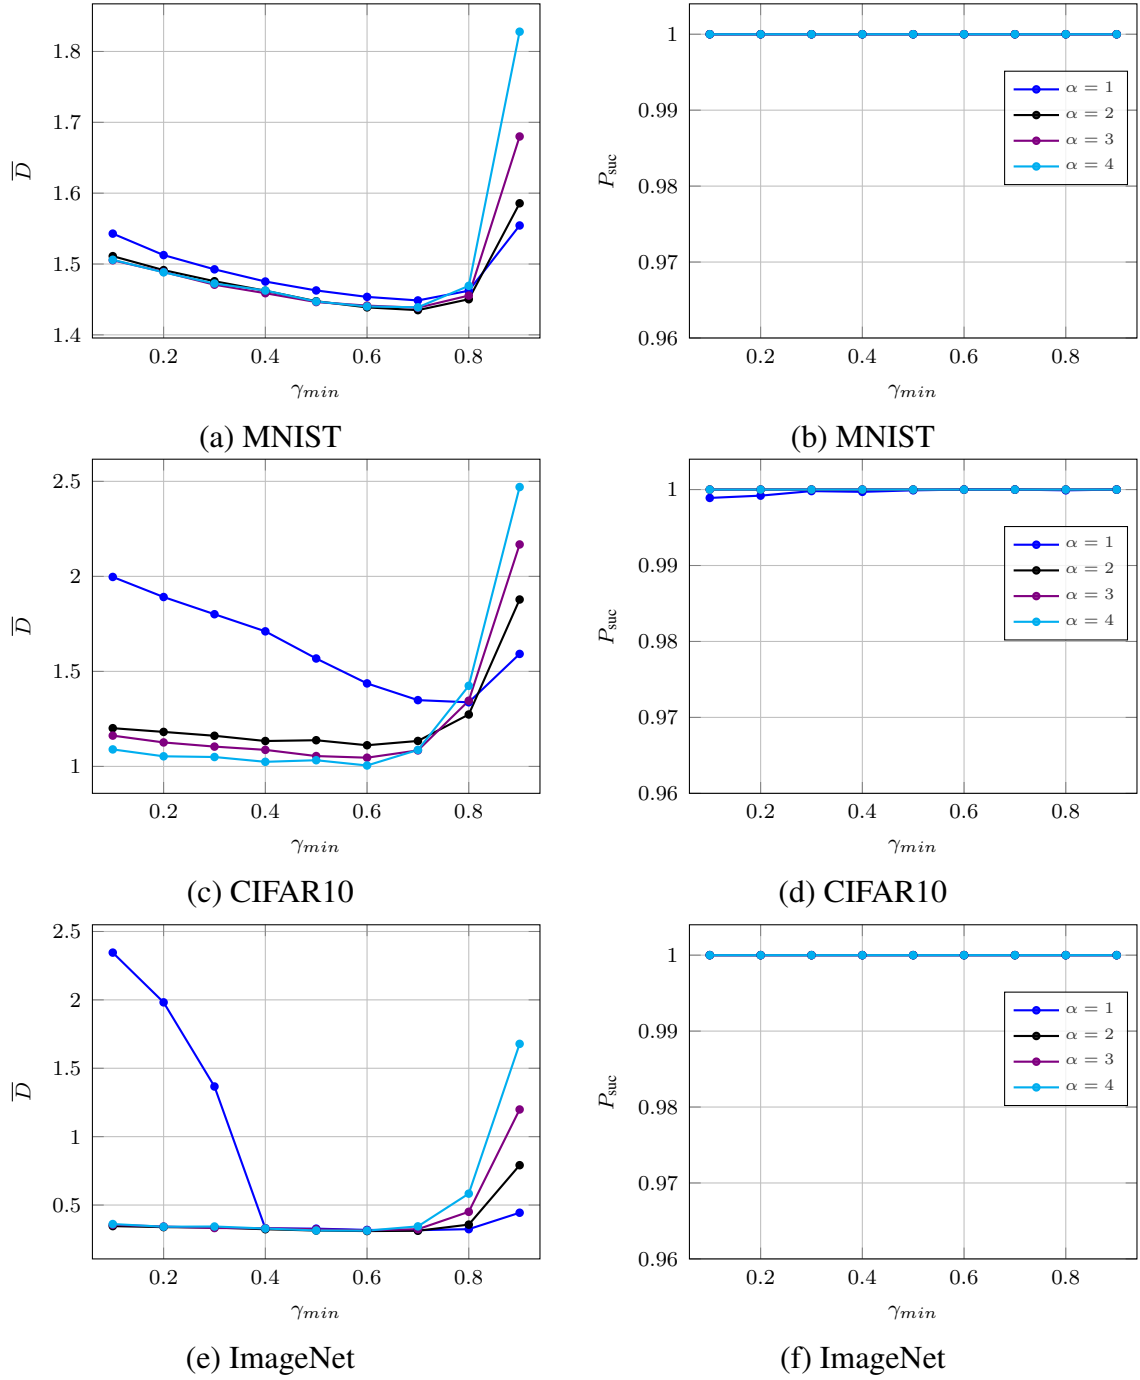 1.8
1.7
1.6
1.5
1.4
D̅
0.2 0.4 0.6 0.8
γmin
(a) MNIST
1
0.99
0.98
0.97
0.96
Psuc
α = 1
α = 2
α = 3
α = 4
0.2 0.4 0.6 0.8
γmin
(b) MNIST
2.5
2
1.5
1
D̅
0.2 0.4 0.6 0.8
γmin
(c) CIFAR10
1
0.99
0.98
0.97
0.96
Psuc
α = 1
α = 2
α = 3
α = 4
0.2 0.4 0.6 0.8
γmin
(d) CIFAR10
2.5
2
1.5
1
0.5
D̅
0.2 0.4 0.6 0.8
γmin
(e) ImageNet
1
0.99
0.98
0.97
0.96
Psuc
α = 1
α = 2
α = 3
α = 4
0.2 0.4 0.6 0.8
γmin
(f) ImageNet